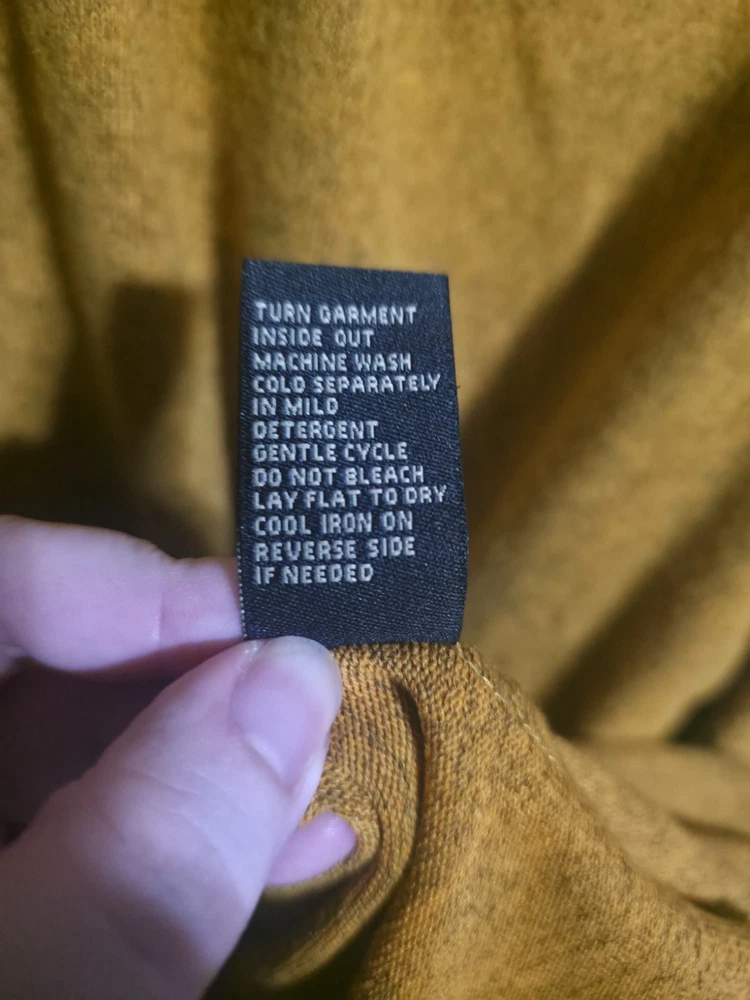 TURN GARMENT
INSIDE OUT
MACHINE WASH
COLD SEPARATELY
IN MILD
DETERGENT
GENTLE CYCLE
DO NOT BLEACH
LAY FLAT TO DRY
COOL IRON ON
REVERSE SIDE
IF NEEDED